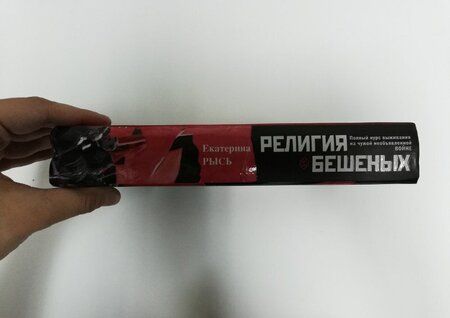 Екатерина
РЫСЬ
РЕЛИГИЯ
БЕШЕНЫХ
Полный курс выживания
на чужой необъявленной
ВОЙНЕ